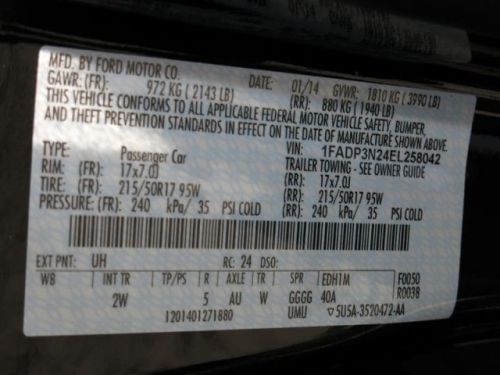 MFD. BY FORD MOTOR CO.
DATE: 01/14 GVWR: 1810 KG ( 3990 LB)
GAWR: (FR): 972 KG ( 2143 LB) (RR): 880 KG ( 1940 LB)
THIS VEHICLE CONFORMS TO ALL APPLICABLE FEDERAL MOTOR VEHICLE SAFETY, BUMPER,
AND THEFT PREVENTION STANDARDS IN EFFECT ON THE DATE OF MANUFACTURE SHOWN ABOVE.
VIN: 1FADP3N24EL258042
TYPE: Passenger Car TRAILER TOWING - SEE OWNER GUIDE
RIM: (FR): 17x7.0J (RR): 17x7.0J
TIRE: (FR): 215/50R17 95W (RR): 215/50R17 95W
PRESSURE: (FR): 240 kPa/ 35 PSI COLD (RR): 240 kPa/ 35 PSI COLD
EXT PNT: UH RC: 24 DSO:
WB INT TR TP/PS R AXLE TR SPR EDH1M F0050
2W 5 AU W GGGG 40A R003B
1201401271880 UMU ▽5U5A-3520472-AA